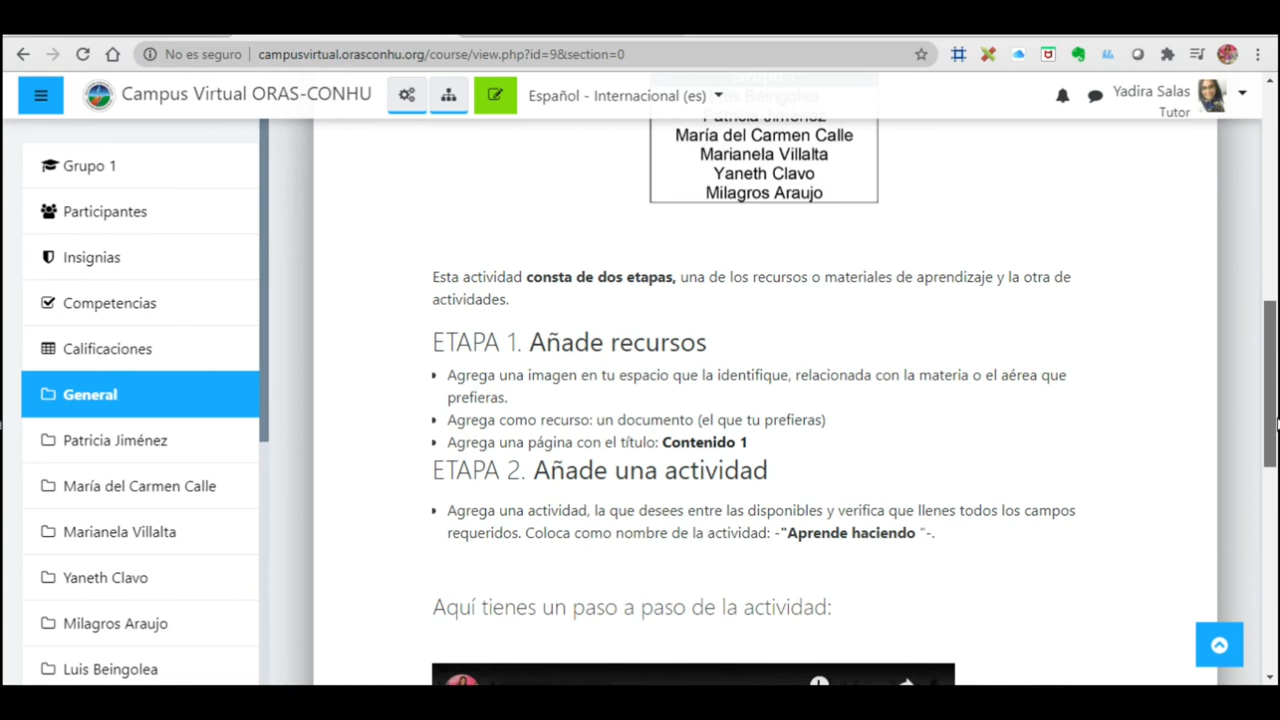 No es seguro
campusvirtual.orasconhu.org/course/view.php?id=9&section=0
Campus Virtual ORAS-CONHU
Español - Internacional (es)
Yadira Salas
Tutor
Grupo 1
Participantes
Insignias
Competencias
Calificaciones
General
Patricia Jiménez
María del Carmen Calle
Marianela Villalta
Yaneth Clavo
Milagros Araujo
Luis Beingolea
Luis Beingolea
Patricia Jiménez
María del Carmen Calle
Marianela Villalta
Yaneth Clavo
Milagros Araujo
Esta actividad consta de dos etapas, una de los recursos o materiales de aprendizaje y la otra de
actividades.
ETAPA 1. Añade recursos
Agrega una imagen en tu espacio que la identifique, relacionada con la materia o el aérea que
prefieras.
Agrega como recurso: un documento (el que tu prefieras)
Agrega una página con el título: Contenido 1
ETAPA 2. Añade una actividad
Agrega una actividad, la que desees entre las disponibles y verifica que llenes todos los campos
requeridos. Coloca como nombre de la actividad: -"Aprende haciendo "-.
Aquí tienes un paso a paso de la actividad: